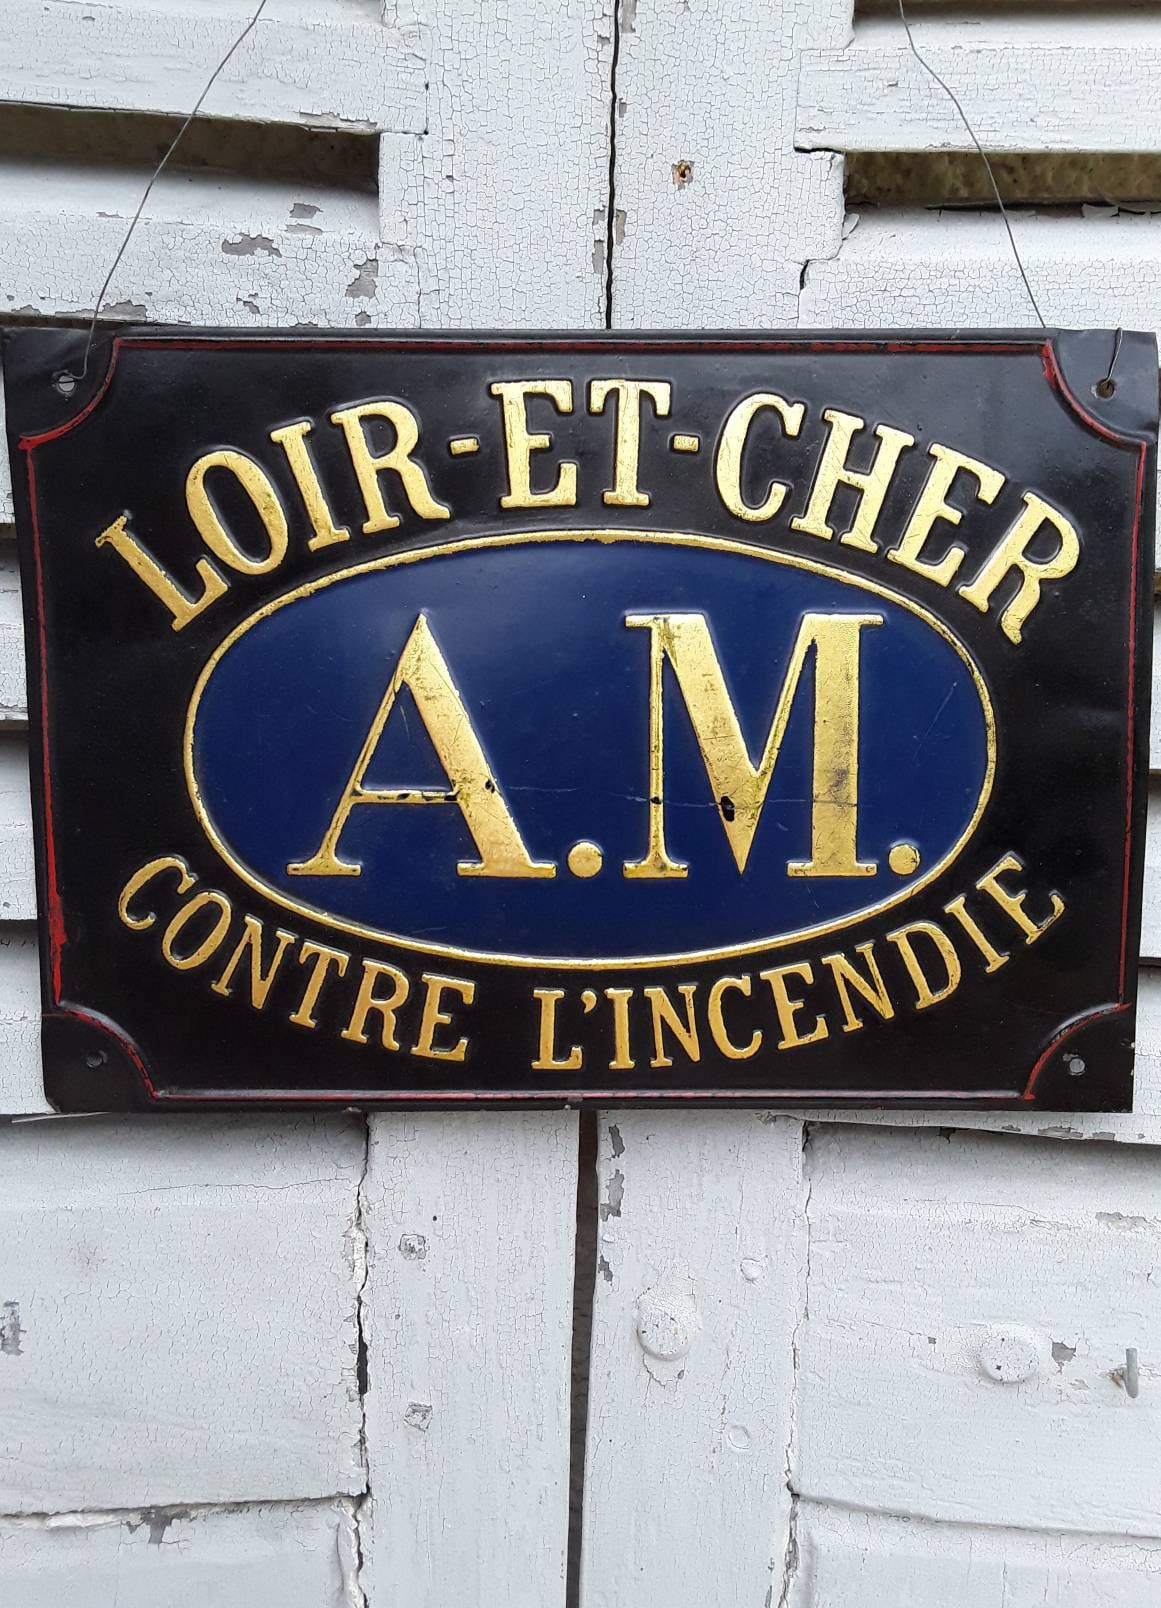 LOIR-ET-CHER
A.M.
CONTRE L'INCENDIE